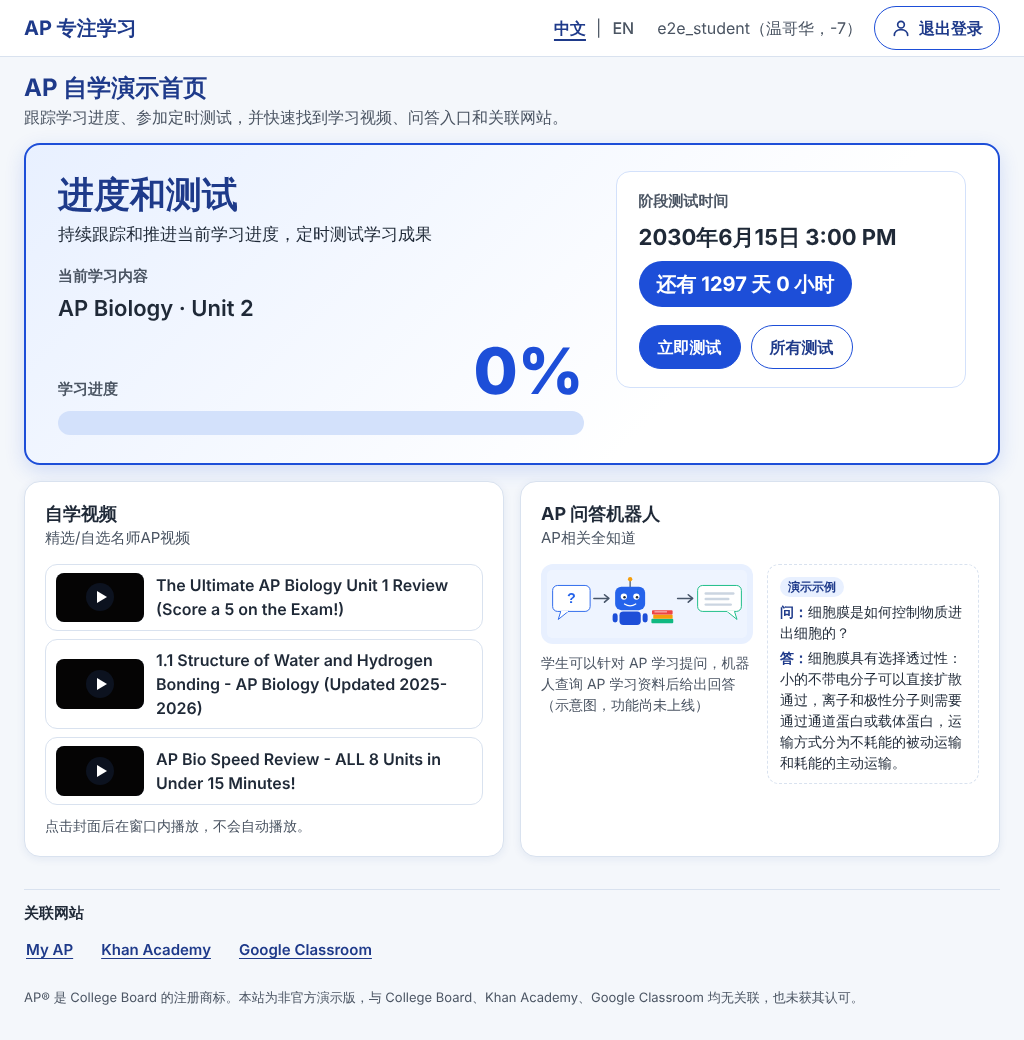 AP 专注学习
中文 | EN e2e_student（温哥华，-7） 退出登录
AP 自学演示首页
跟踪学习进度、参加定时测试，并快速找到学习视频、问答入口和关联网站。
进度和测试
持续跟踪和推进当前学习进度，定时测试学习成果
当前学习内容
AP Biology · Unit 2
学习进度
0%
阶段测试时间
2030年6月15日 3:00 PM
还有 1297 天 0 小时
立即测试 所有测试
自学视频
精选/自选名师AP视频
The Ultimate AP Biology Unit 1 Review
(Score a 5 on the Exam!)
1.1 Structure of Water and Hydrogen
Bonding - AP Biology (Updated 2025-
2026)
AP Bio Speed Review - ALL 8 Units in
Under 15 Minutes!
点击封面后在窗口内播放，不会自动播放。
AP 问答机器人
AP相关全知道
?
学生可以针对 AP 学习提问，机器
人查询 AP 学习资料后给出回答
（示意图，功能尚未上线）
演示示例
问：细胞膜是如何控制物质进
出细胞的？
答：细胞膜具有选择透过性：
小的不带电分子可以直接扩散
通过，离子和极性分子则需要
通过通道蛋白或载体蛋白，运
输方式分为不耗能的被动运输
和耗能的主动运输。
关联网站
My AP Khan Academy Google Classroom
AP® 是 College Board 的注册商标。本站为非官方演示版，与 College Board、Khan Academy、Google Classroom 均无关联，也未获其认可。